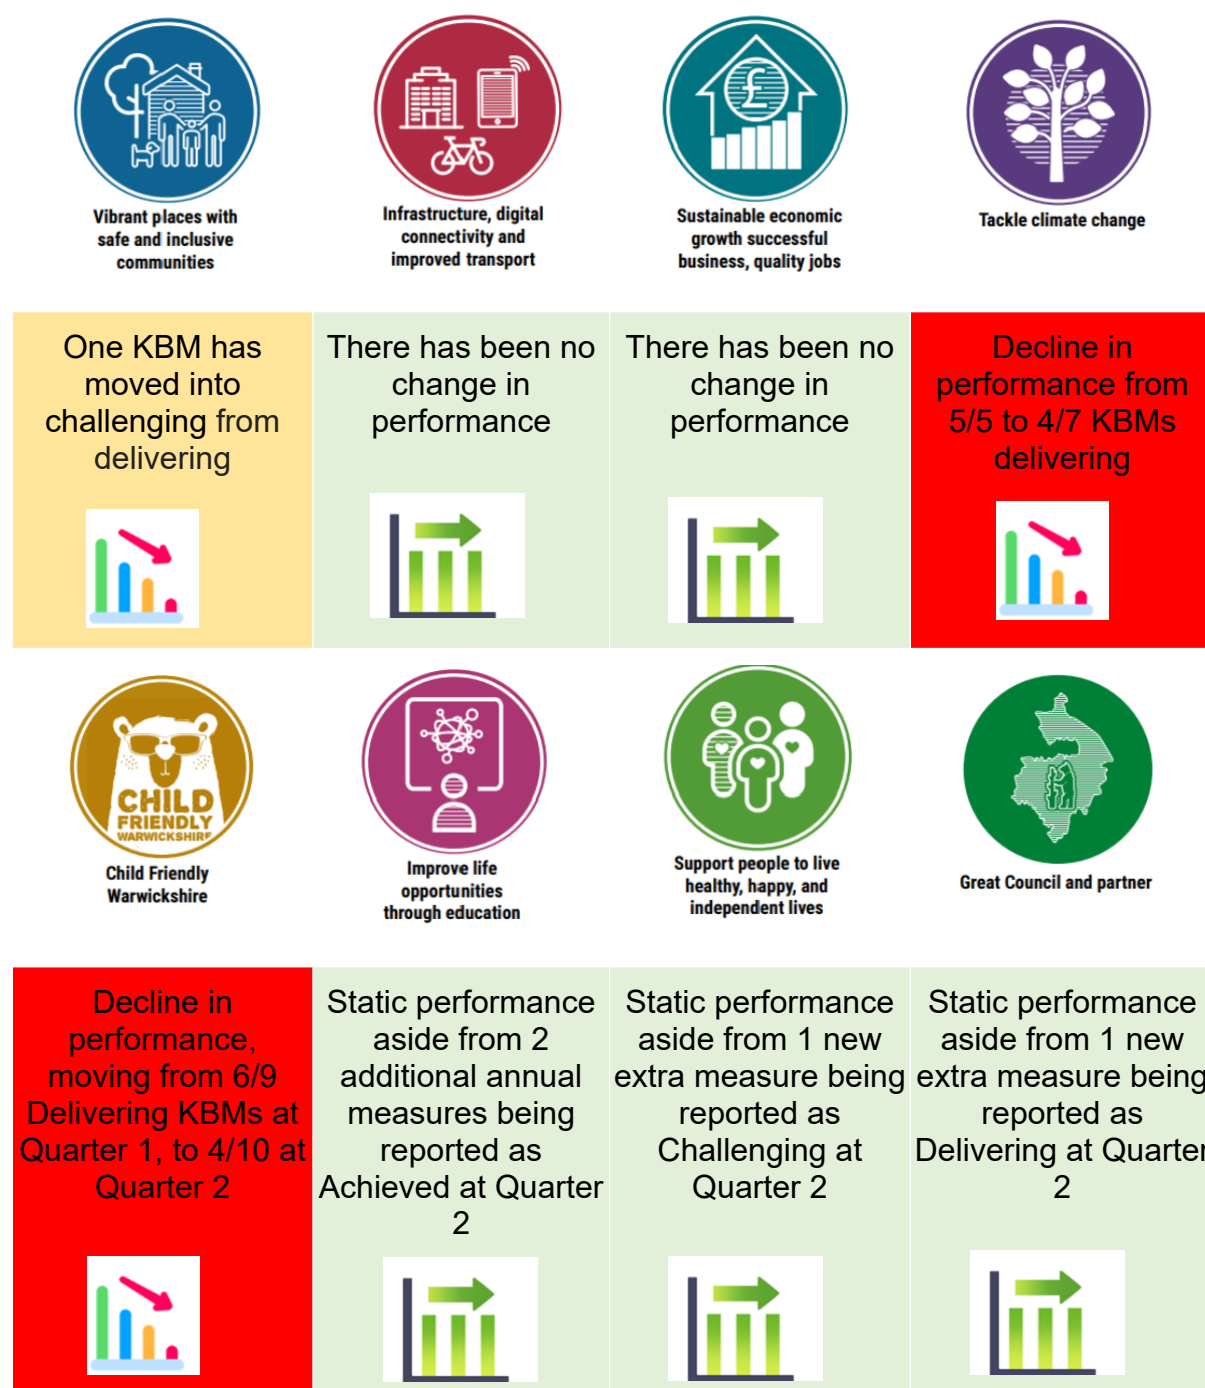 Vibrant places with
safe and inclusive
communities
Infrastructure, digital
connectivity and
improved transport
£
Sustainable economic
growth successful
business, quality jobs
Tackle climate change
One KBM has
moved into
challenging from
delivering
There has been no
change in
performance
There has been no
change in
performance
Decline in
performance from
5/5 to 4/7 KBMs
delivering
CHILD
FRIENDLY
WARWICKSHIRE
Child Friendly
Warwickshire
Improve life
opportunities
through education
Support people to live
healthy, happy, and
independent lives
Great Council and partner
Decline in
performance,
moving from 6/9
Delivering KBMs at
Quarter 1, to 4/10 at
Quarter 2
Static performance
aside from 2
additional annual
measures being
reported as
Achieved at Quarter
2
Static performance
aside from 1 new
extra measure being
reported as
Challenging at
Quarter 2
Static performance
aside from 1 new
extra measure being
reported as
Delivering at Quarter
2